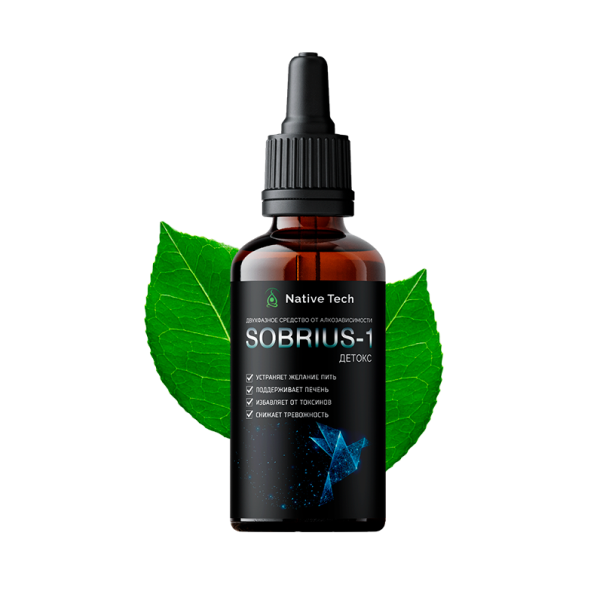 Native Tech
ДВУХФАЗНОЕ СРЕДСТВО ОТ АЛКОЗАВИСИМОСТИ
SOBRIUS-1
ДЕТОКС
УСТРАНЯЕТ ЖЕЛАНИЕ ПИТЬ
ПОДДЕРЖИВАЕТ ПЕЧЕНЬ
ИЗБАВЛЯЕТ ОТ ТОКСИНОВ
СНИЖАЕТ ТРЕВОЖНОСТЬ